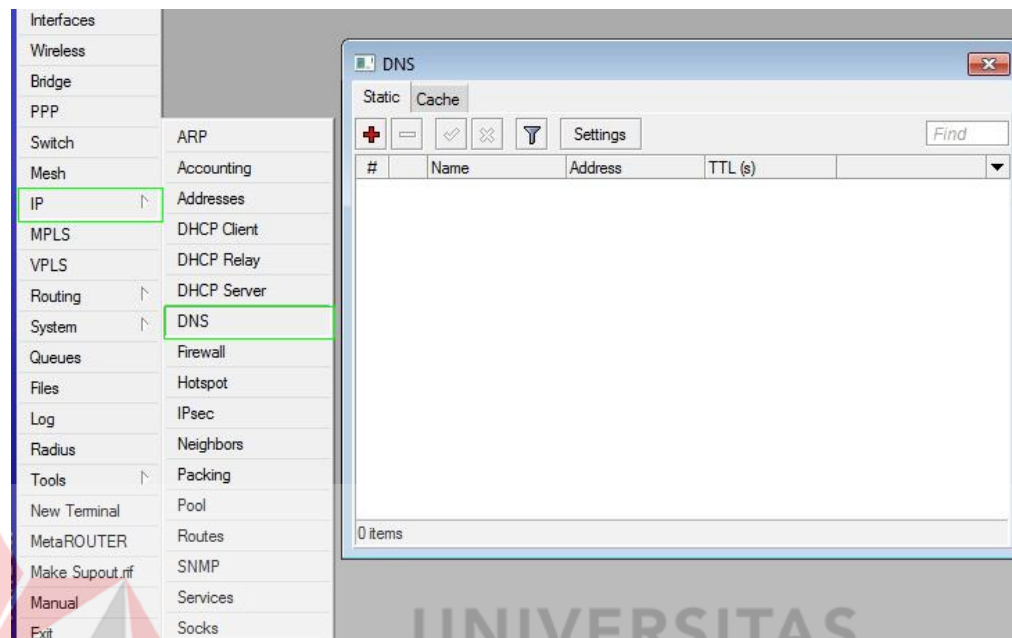 Interfaces
Wireless
Bridge
PPP
Switch
Mesh
IP
MPLS
VPLS
Routing
System
Queues
Files
Log
Radius
Tools
New Terminal
MetaROUTER
Make Supout.rif
Manual
Exit
ARP
Accounting
Addresses
DHCP Client
DHCP Relay
DHCP Server
DNS
Firewall
Hotspot
IPsec
Neighbors
Packing
Pool
Routes
SNMP
Services
Socks
DNS
Static Cache
Settings Find
# Name Address TTL (s)
0 items
UNIVERSITAS